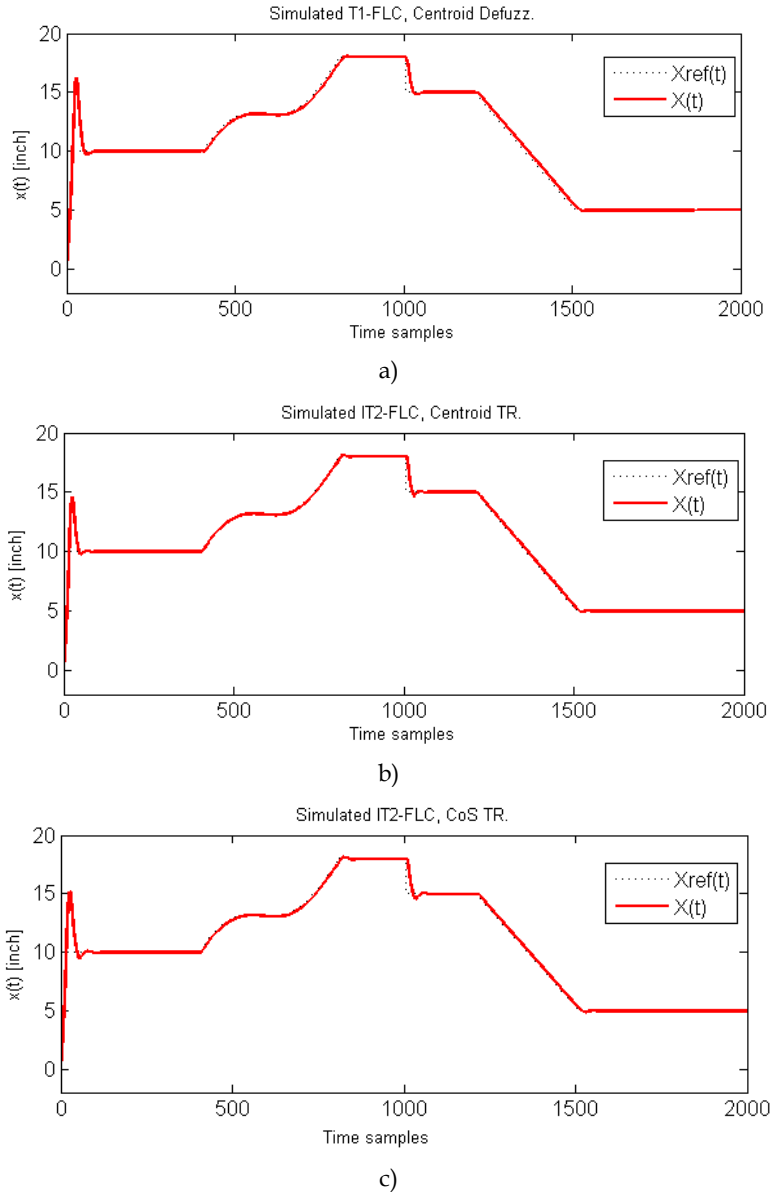 Simulated T1-FLC, Centroid Defuzz.
20
15
10
5
0
x(t) [inch]
Xref(t)
X(t)
0 500 1000 1500 2000
Time samples
a)
Simulated IT2-FLC, Centroid TR.
20
15
10
5
0
x(t) [inch]
Xref(t)
X(t)
0 500 1000 1500 2000
Time samples
b)
Simulated IT2-FLC, CoS TR.
20
15
10
5
0
x(t) [inch]
Xref(t)
X(t)
0 500 1000 1500 2000
Time samples
c)